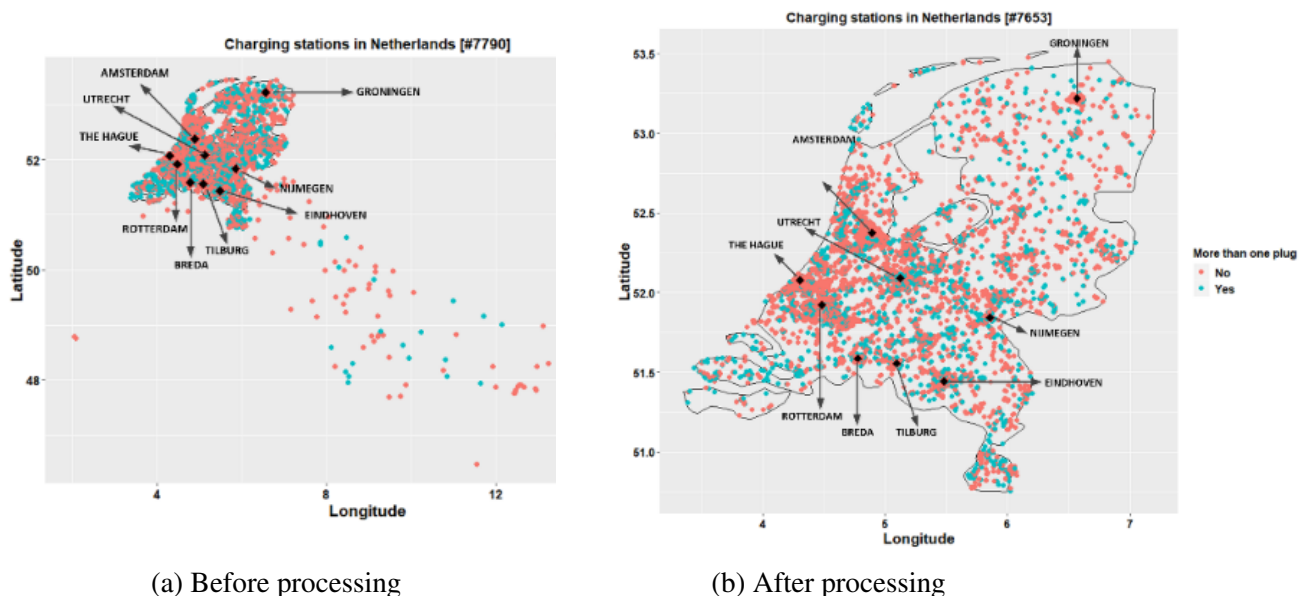 Charging stations in Netherlands [#7790]
AMSTERDAM
UTRECHT
THE HAGUE
GRONINGEN
NIJMEGEN
EINDHOVEN
ROTTERDAM
TILBURG
BREDA
Latitude
52
50
48
4
8
12
Longitude
(a) Before processing
Charging stations in Netherlands [#7653]
GRONINGEN
AMSTERDAM
UTRECHT
THE HAGUE
NIJMEGEN
EINDHOVEN
ROTTERDAM
BREDA
TILBURG
Latitude
53.5
53.0
52.5
52.0
51.5
51.0
4
5
6
7
Longitude
More than one plug
No
Yes
(b) After processing